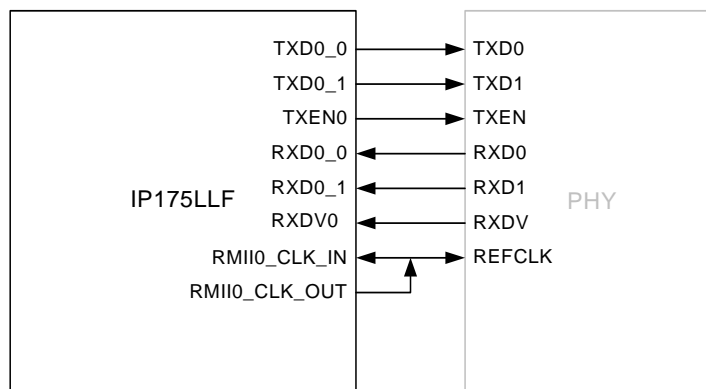 TXD0_0 TXD0
TXD0_1 TXD1
TXEN0 TXEN
RXD0_0 RXD0
IP175LLF RXD0_1 RXD1 PHY
RXDV0 RXDV
RMII0_CLK_IN REFCLK
RMII0_CLK_OUT